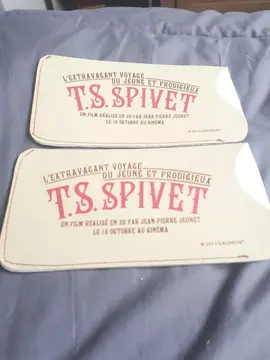 L'EXTRAVAGANT VOYAGE
DU JEUNE ET PRODIGIEUX
T.S. SPIVET
UN FILM RÉALISÉ EN 3D PAR JEAN-PIERRE JEUNET
LE 16 OCTOBRE AU CINÉMA
© 2013 GAUMONT
L'EXTRAVAGANT VOYAGE
DU JEUNE ET PRODIGIEUX
T.S. SPIVET
UN FILM RÉALISÉ EN 3D PAR JEAN-PIERRE JEUNET
LE 16 OCTOBRE AU CINÉMA
© 2013 GAUMONT